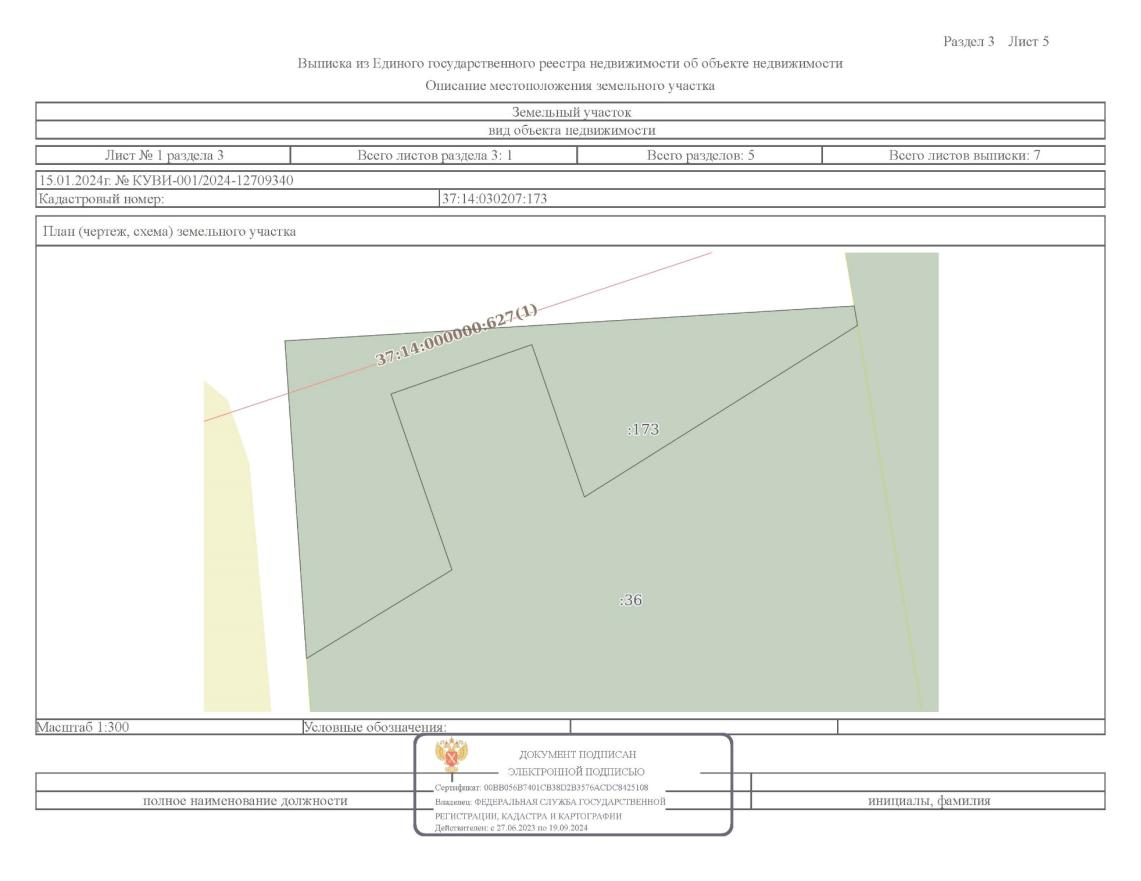 Раздел 3 Лист 5
Выписка из Единого государственного реестра недвижимости об объекте недвижимости
Описание местоположения земельного участка
Земельный участок
вид объекта недвижимости
Лист № 1 раздела 3 Всего листов раздела 3: 1 Всего разделов: 5 Всего листов выписки: 7
15.01.2024г. № КУВИ-001/2024-12709340
Кадастровый номер: 37:14:030207:173
План (чертеж, схема) земельного участка
37:14:000000:627(1)
:173
:36
Масштаб 1:300 Условные обозначения:
ДОКУМЕНТ ПОДПИСАН
ЭЛЕКТРОННОЙ ПОДПИСЬЮ
Сертификат: 00BB056B7401CB38D2B3576ACDC8425108
Владелец: ФЕДЕРАЛЬНАЯ СЛУЖБА ГОСУДАРСТВЕННОЙ
РЕГИСТРАЦИИ, КАДАСТРА И КАРТОГРАФИИ
Действителен: с 27.06.2023 по 19.09.2024
полное наименование должности инициалы, фамилия